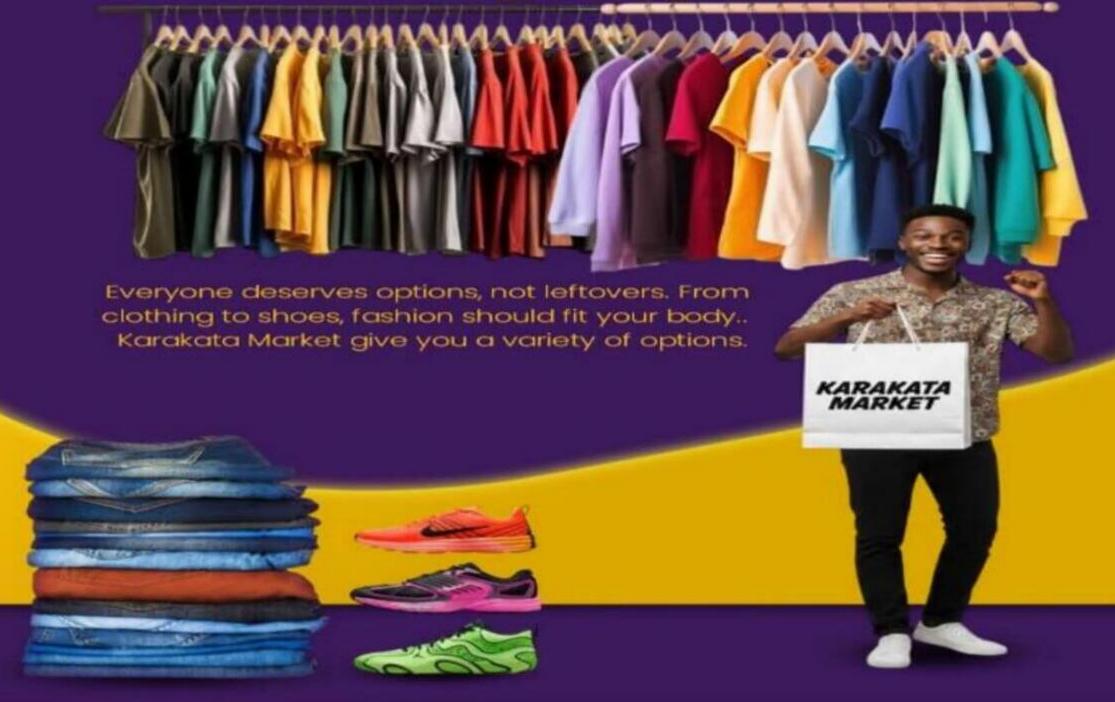 Everyone deserves options, not leftovers. From
clothing to shoes, fashion should fit your body..
Karakata Market give you a variety of options.
KARAKATA
MARKET